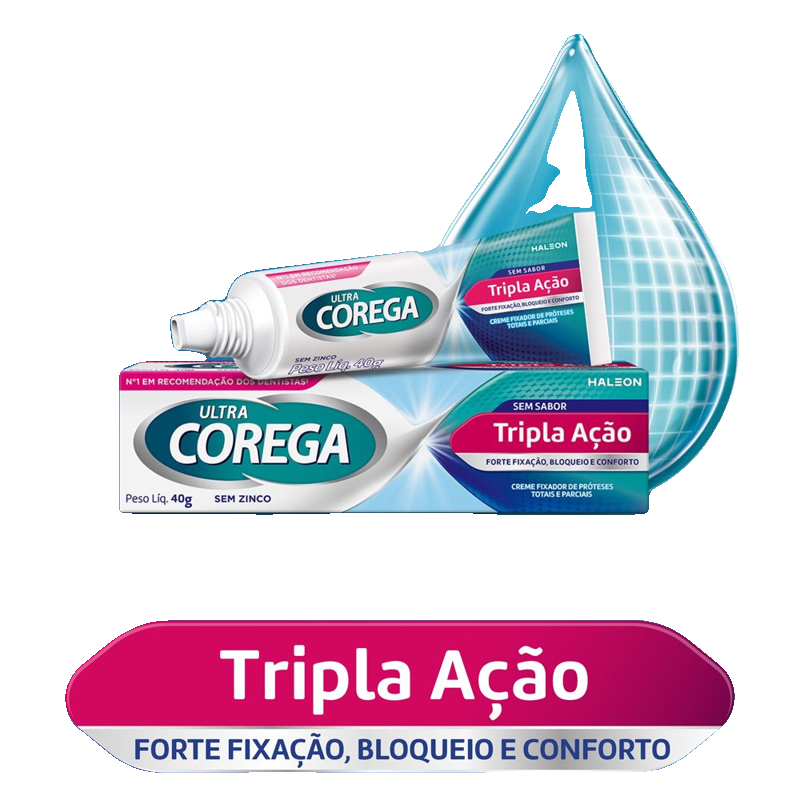 HALEON
Nº1 EM RECOMENDAÇÃO
DOS DENTISTAS¹
SEM SABOR
ULTRA
COREGA
Tripla Ação
FORTE FIXAÇÃO, BLOQUEIO E CONFORTO
CREME FIXADOR DE PRÓTESES
TOTAIS E PARCIAIS
SEM ZINCO
Peso Líq. 40g
Nº1 EM RECOMENDAÇÃO DOS DENTISTAS¹
HALEON
ULTRA
COREGA
SEM SABOR
Tripla Ação
FORTE FIXAÇÃO, BLOQUEIO E CONFORTO
CREME FIXADOR DE PRÓTESES
TOTAIS E PARCIAIS
Peso Líq. 40g SEM ZINCO
Tripla Ação
FORTE FIXAÇÃO, BLOQUEIO E CONFORTO